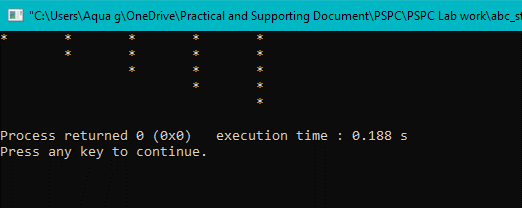 "C:\Users\Aqua g\OneDrive\Practical and Supporting Document\PSPC\PSPC Lab work\abc_st
*       *       *       *       *
        *       *       *       *
                *       *       *
                        *       *
                                *
Process returned 0 (0x0)   execution time : 0.188 s
Press any key to continue.